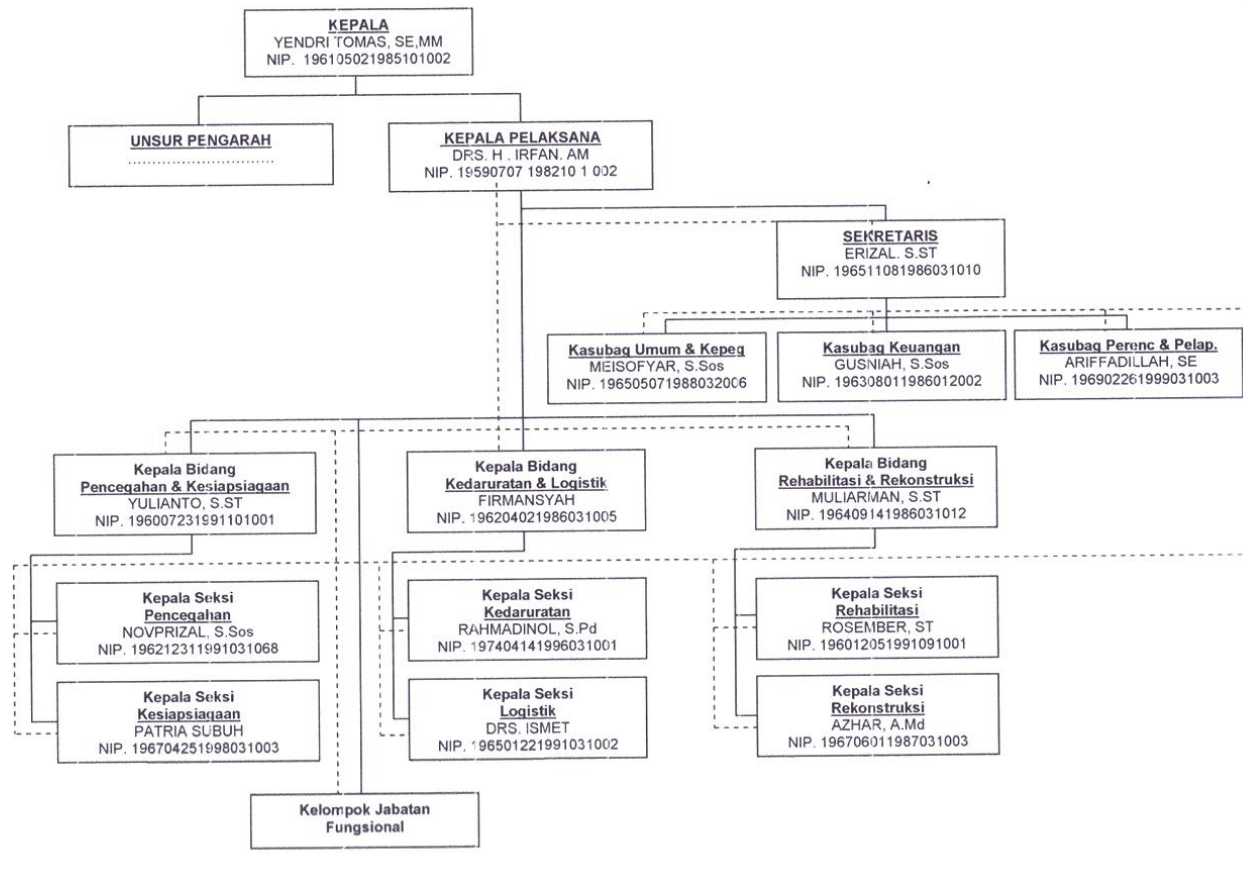 KEPALA
YENDRI TOMAS, SE,MM
NIP. 196105021985101002
UNSUR PENGARAH
..............................
KEPALA PELAKSANA
DRS. H . IRFAN. AM
NIP. 19590707 198210 1 002
SEKRETARIS
ERIZAL. S.ST
NIP. 196511081986031010
Kasubag Umum & Kepeg
MEISOFYAR, S.Sos
NIP. 196505071988032006
Kasubag Keuangan
GUSNIAH, S.Sos
NIP. 196308011986012002
Kasubag Perenc & Pelap.
ARIFFADILLAH, SE
NIP. 196902261999031003
Kepala Bidang
Pencegahan & Kesiapsiagaan
YULIANTO, S.ST
NIP. 196007231991101001
Kepala Bidang
Kedaruratan & Logistik
FIRMANSYAH
NIP. 196204021986031005
Kepala Bidang
Rehabilitasi & Rekonstruksi
MULIARMAN, S.ST
NIP. 196409141986031012
Kepala Seksi
Pencegahan
NOVPRIZAL, S.Sos
NIP. 196212311991031068
Kepala Seksi
Kedaruratan
RAHMADINOL, S.Pd
NIP. 197404141996031001
Kepala Seksi
Rehabilitasi
ROSEMBER, ST
NIP. 196012051991091001
Kepala Seksi
Kesiapsiagaan
PATRIA SUBUH
NIP. 196704251998031003
Kepala Seksi
Logistik
DRS. ISMET
NIP. 196501221991031002
Kepala Seksi
Rekonstruksi
AZHAR, A.Md
NIP. 196706011987031003
Kelompok Jabatan
Fungsional